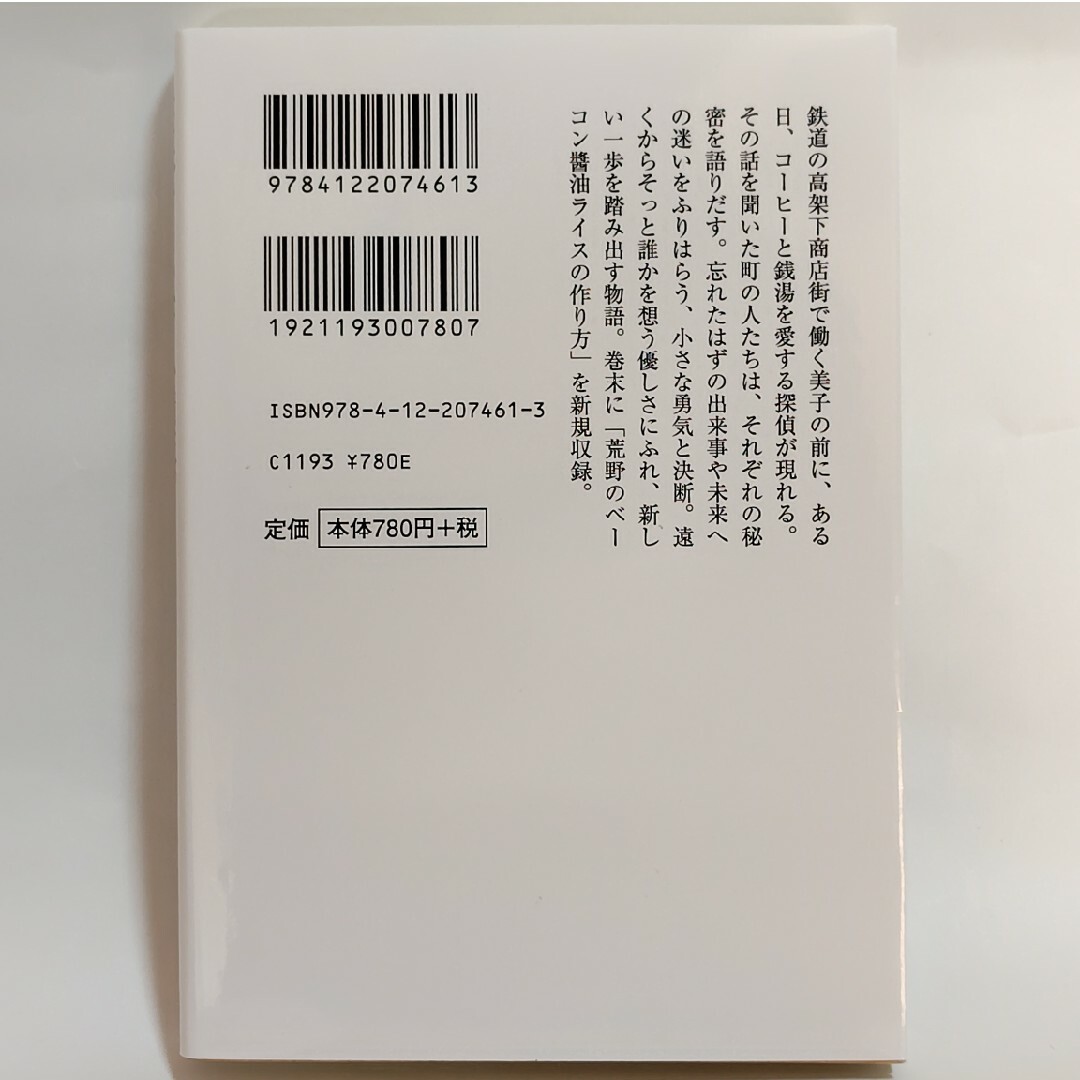 鉄道の高架下商店街で働く美子の前に、ある
日、コーヒーと銭湯を愛する探偵が現れる。
その話を聞いた町の人たちは、それぞれの秘
密を語りだす。忘れたはずの出来事や未来へ
の迷いをふりはらう、小さな勇気と決断。遠
くからそっと誰かを想う優しさにふれ、新し
い一歩を踏み出す物語。巻末に「荒野のベー
コン醬油ライスの作り方」を新規収録。
9784122074613
1921193007807
ISBN978-4-12-207461-3
C1193 ¥780E
定価 本体780円+税